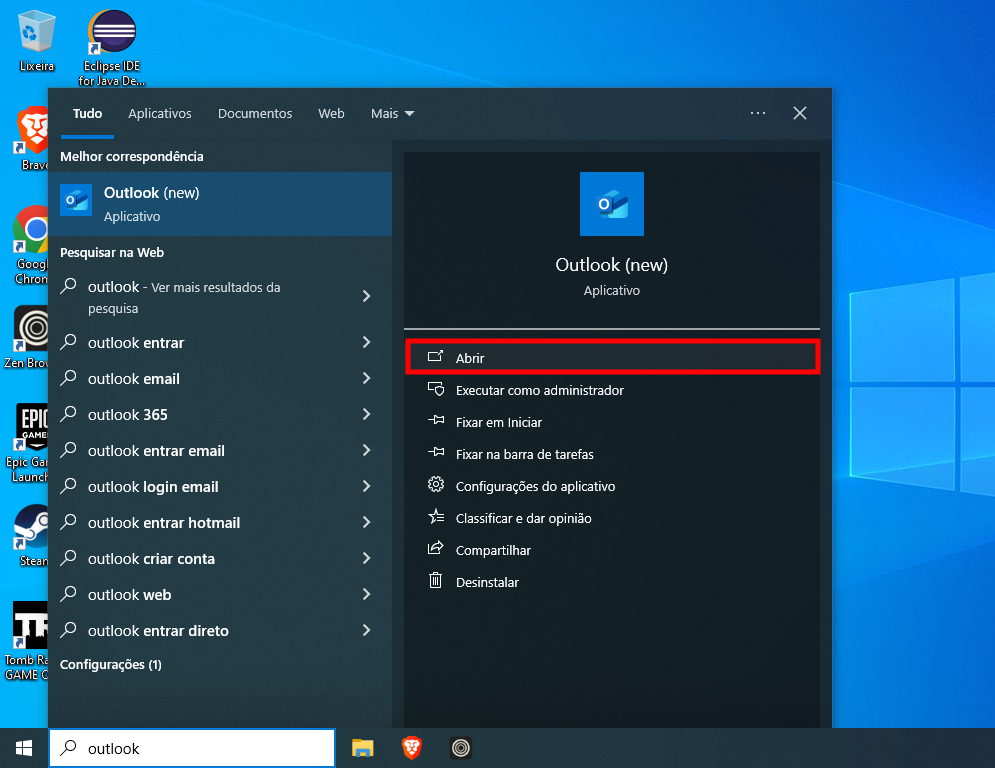 Lixeira
Eclipse IDE
for Java De...
Brave
Googl
Chrom
Zen Brow
EPIC
GAMES
Epic Gam
Launch
Steam
TR
Tomb Ra
GAME O
Tudo
Aplicativos
Documentos
Web
Mais
Melhor correspondência
Outlook (new)
Aplicativo
Pesquisar na Web
outlook - Ver mais resultados da
pesquisa
outlook entrar
outlook email
outlook 365
outlook entrar email
outlook login email
outlook entrar hotmail
outlook criar conta
outlook web
outlook entrar direto
Configurações (1)
Outlook (new)
Aplicativo
Abrir
Executar como administrador
Fixar em Iniciar
Fixar na barra de tarefas
Configurações do aplicativo
Classificar e dar opinião
Compartilhar
Desinstalar
outlook